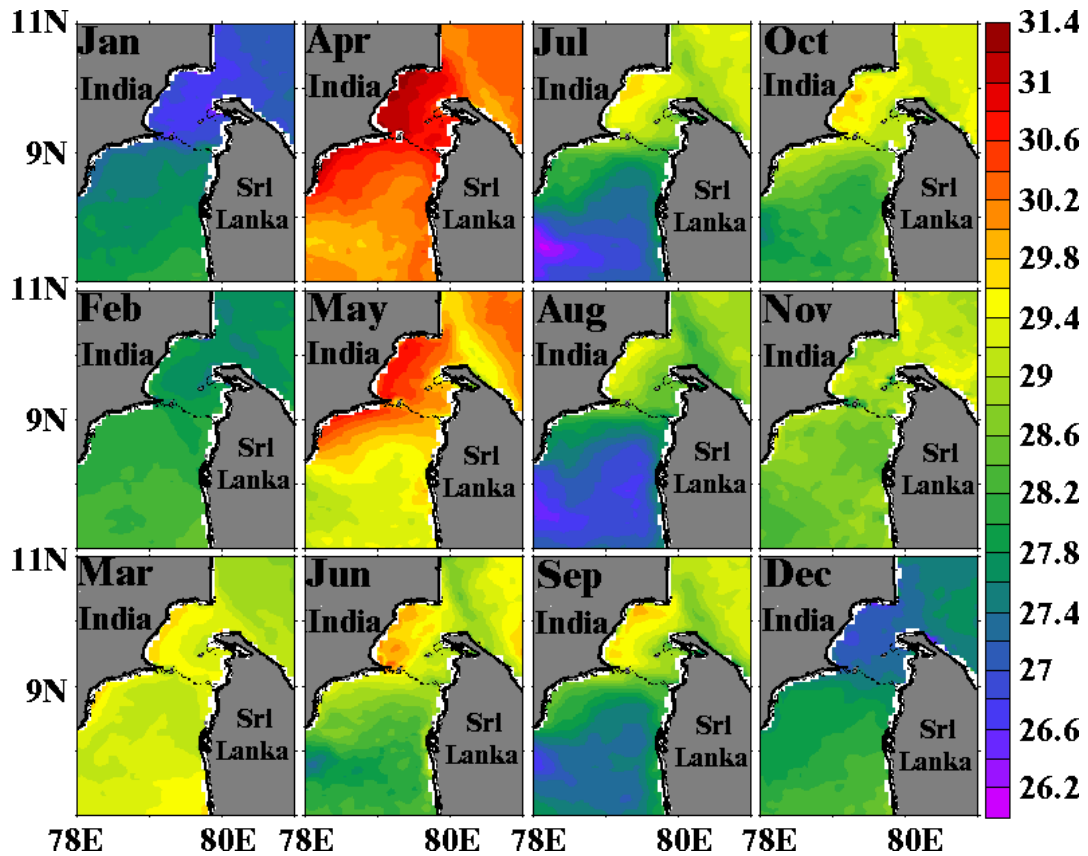 11N
Jan
India
Sri
Lanka
Apr
India
Sri
Lanka
Jul
India
Sri
Lanka
Oct
India
Sri
Lanka
9N
11N
Feb
India
Sri
Lanka
May
India
Sri
Lanka
Aug
India
Sri
Lanka
Nov
India
Sri
Lanka
9N
11N
Mar
India
Sri
Lanka
Jun
India
Sri
Lanka
Sep
India
Sri
Lanka
Dec
India
Sri
Lanka
9N
78E 80E 78E 80E 78E 80E 78E 80E
31.4
31
30.6
30.2
29.8
29.4
29
28.6
28.2
27.8
27.4
27
26.6
26.2